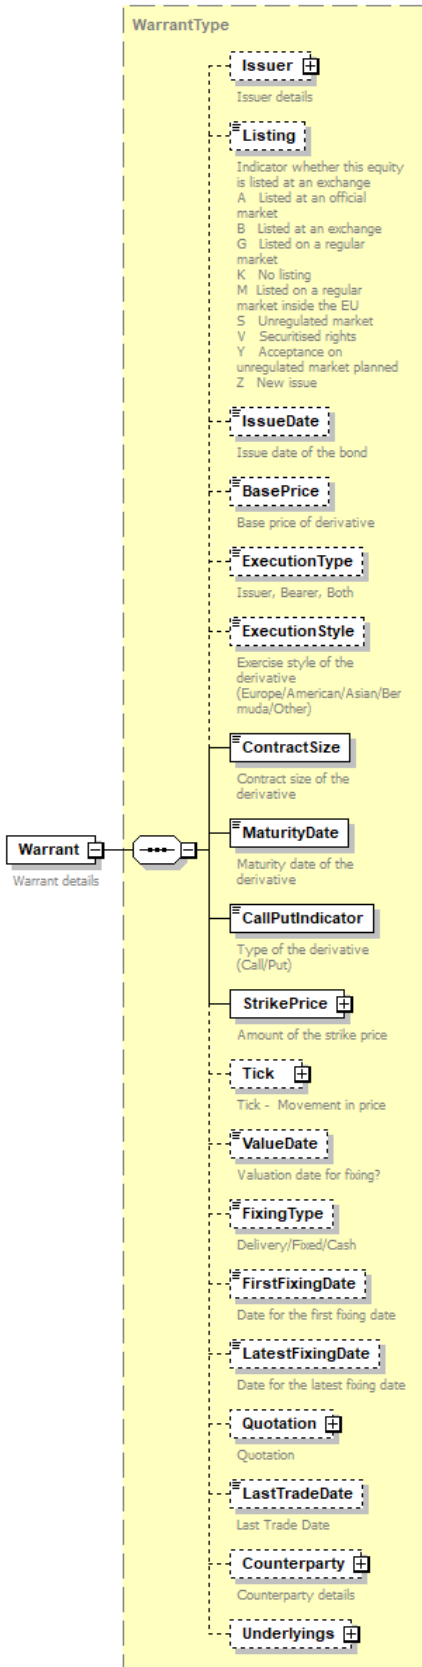 WarrantType
Issuer
Issuer details
Listing
Indicator whether this equity
is listed at an exchange
A Listed at an official
market
B Listed at an exchange
G Listed on a regular
market
K No listing
M Listed on a regular
market inside the EU
S Unregulated market
V Securitised rights
Y Acceptance on
unregulated market planned
Z New issue
IssueDate
Issue date of the bond
BasePrice
Base price of derivative
ExecutionType
Issuer, Bearer, Both
ExecutionStyle
Exercise style of the
derivative
(Europe/American/Asian/Ber
muda/Other)
ContractSize
Contract size of the
derivative
MaturityDate
Maturity date of the
derivative
Warrant
Warrant details
CallPutIndicator
Type of the derivative
(Call/Put)
StrikePrice
Amount of the strike price
Tick
Tick - Movement in price
ValueDate
Valuation date for fixing?
FixingType
Delivery/Fixed/Cash
FirstFixingDate
Date for the first fixing date
LatestFixingDate
Date for the latest fixing date
Quotation
Quotation
LastTradeDate
Last Trade Date
Counterparty
Counterparty details
Underlyings